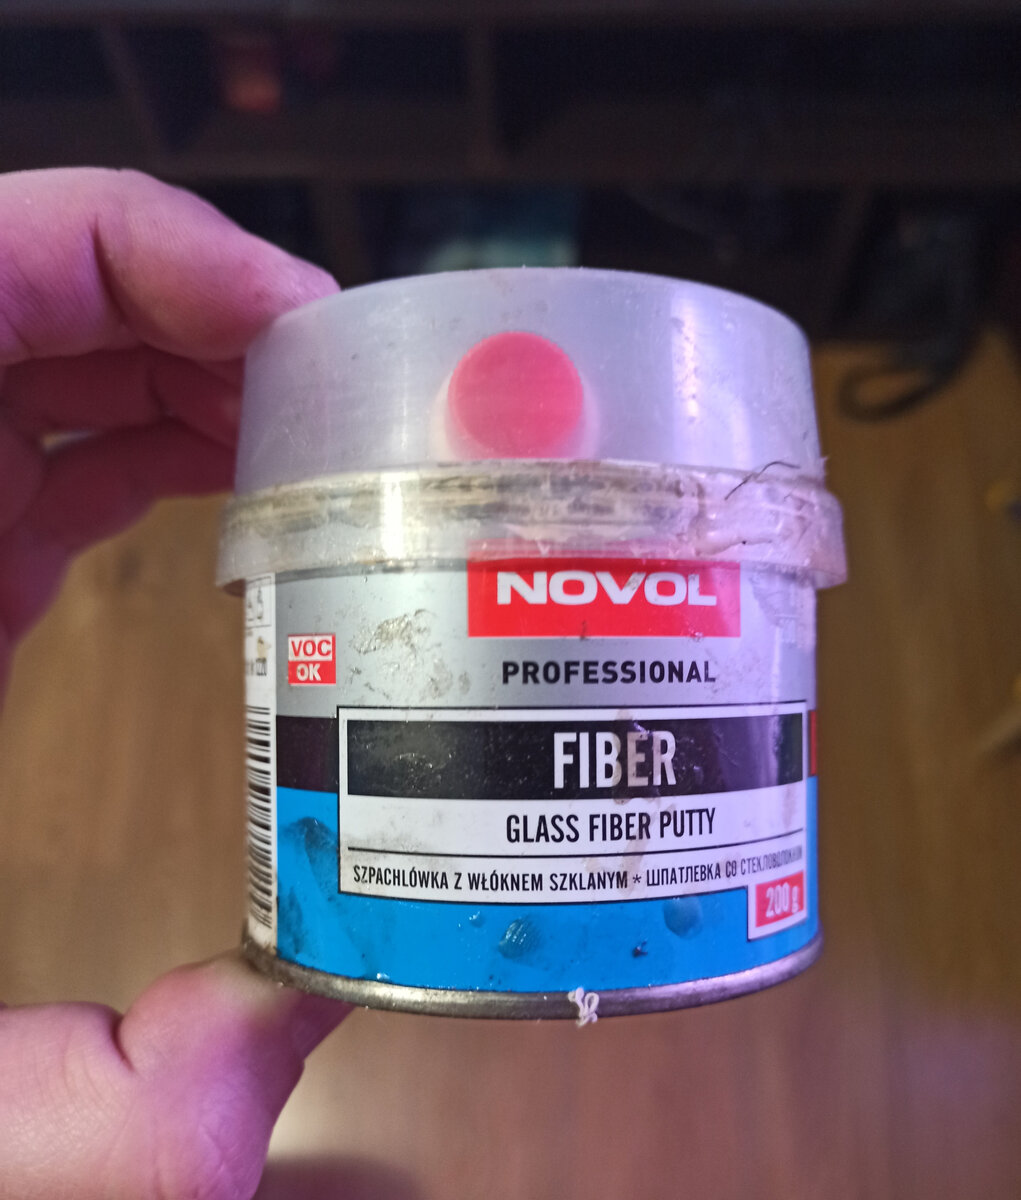 NOVOL
PROFESSIONAL
VOC
OK
FIBER
GLASS FIBER PUTTY
SZPACHLÓWKA Z WŁÓKNEM SZKLANYM * ШПАТЛЕВКА СО СТЕКЛОВОЛОКНОМ
200 g